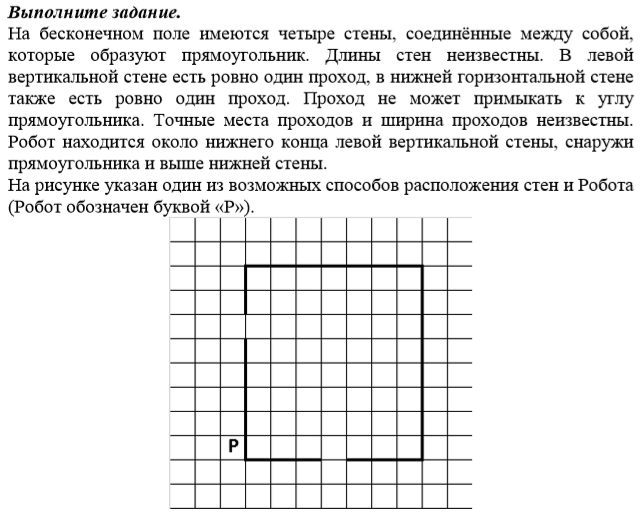 Выполните задание.
На бесконечном поле имеются четыре стены, соединённые между собой,
которые образуют прямоугольник. Длины стен неизвестны. В левой
вертикальной стене есть ровно один проход, в нижней горизонтальной стене
также есть ровно один проход. Проход не может примыкать к углу
прямоугольника. Точные места проходов и ширина проходов неизвестны.
Робот находится около нижнего конца левой вертикальной стены, снаружи
прямоугольника и выше нижней стены.
На рисунке указан один из возможных способов расположения стен и Робота
(Робот обозначен буквой «Р»).
Р